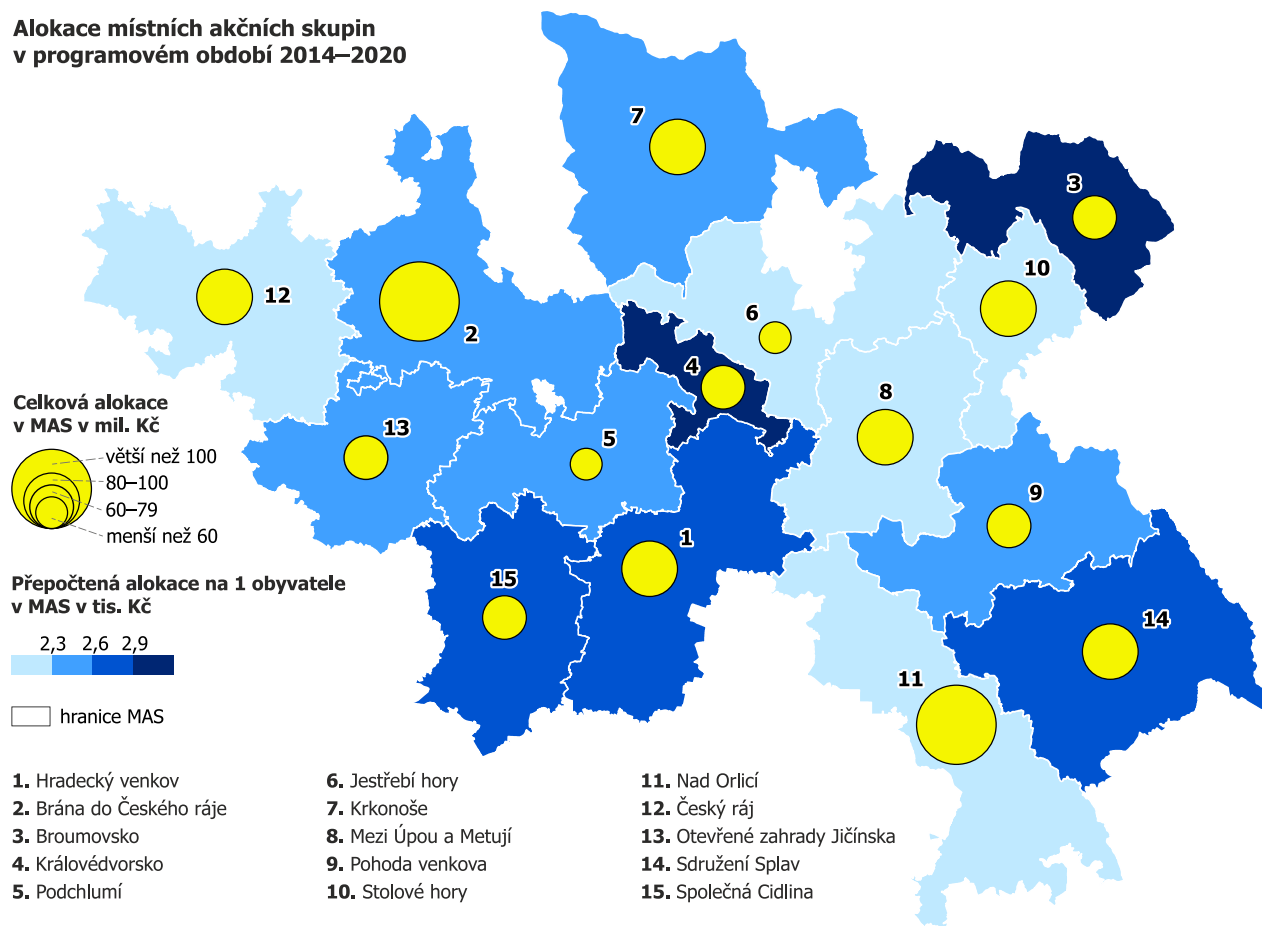 Alokace místních akčních skupin
v programovém období 2014–2020
7
3
12
10
6
2
4
8
13
5
9
1
15
14
11
Celková alokace
v MAS v mil. Kč
větší než 100
80–100
60–79
menší než 60
Přepočtená alokace na 1 obyvatele
v MAS v tis. Kč
2,3 2,6 2,9
hranice MAS
1. Hradecký venkov
2. Brána do Českého ráje
3. Broumovsko
4. Královédvorsko
5. Podchlumí
6. Jestřebí hory
7. Krkonoše
8. Mezi Úpou a Metují
9. Pohoda venkova
10. Stolové hory
11. Nad Orlicí
12. Český ráj
13. Otevřené zahrady Jičínska
14. Sdružení Splav
15. Společná Cidlina